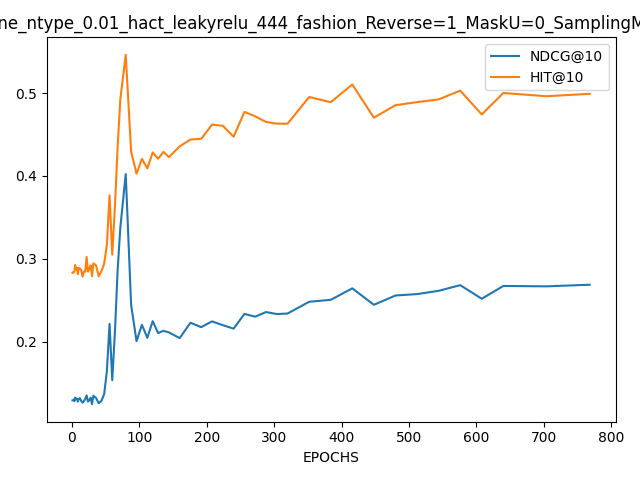 ne_ntype_0.01_hact_leakyrelu_444_fashion_Reverse=1_MaskU=0_SamplingM
NDCG@10
HIT@10
0.5
0.4
0.3
0.2
0 100 200 300 400 500 600 700 800
EPOCHS